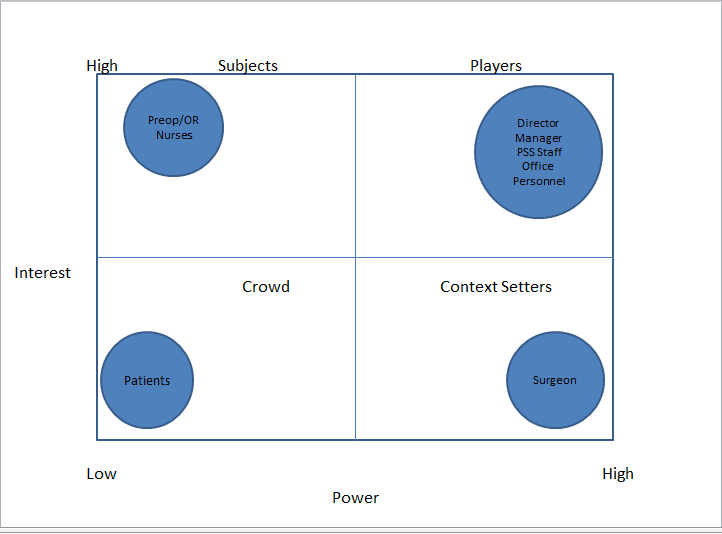 High
Subjects
Players
Preop/OR
Nurses
Director
Manager
PSS Staff
Office
Personnel
Interest
Crowd
Context Setters
Patients
Surgeon
Low
High
Power